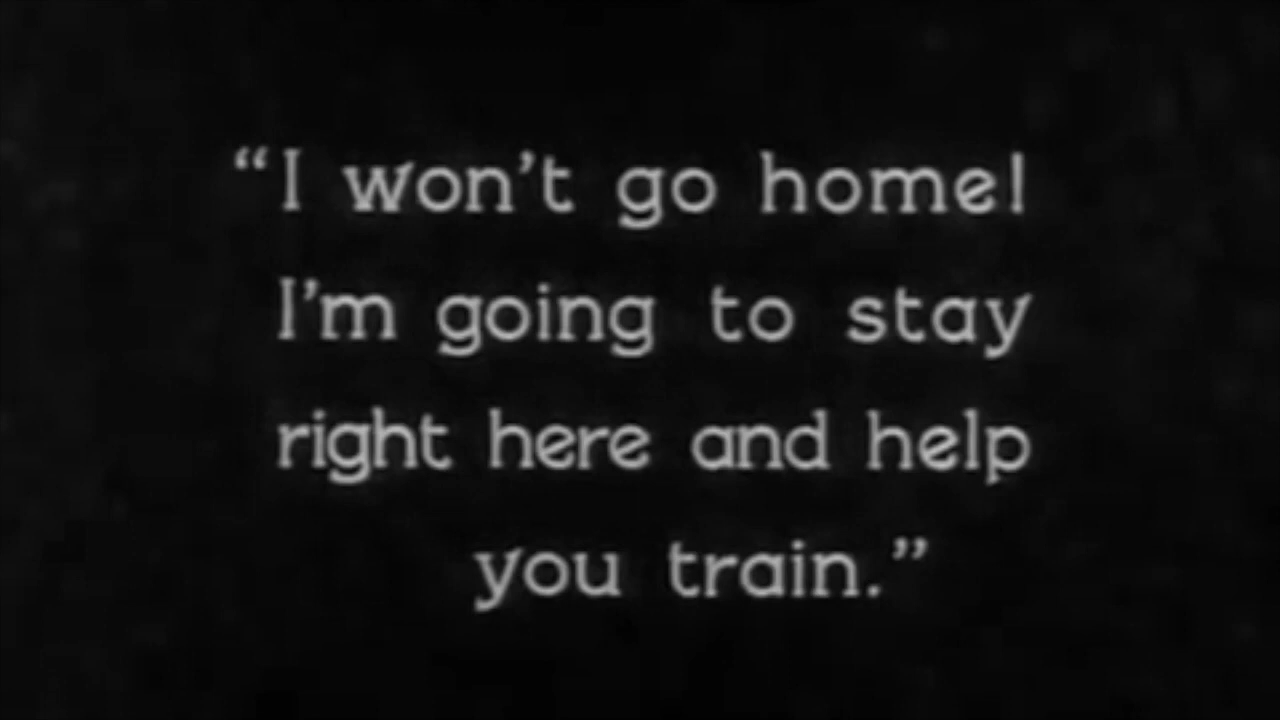 “I won’t go home!
I’m going to stay
right here and help
you train.”